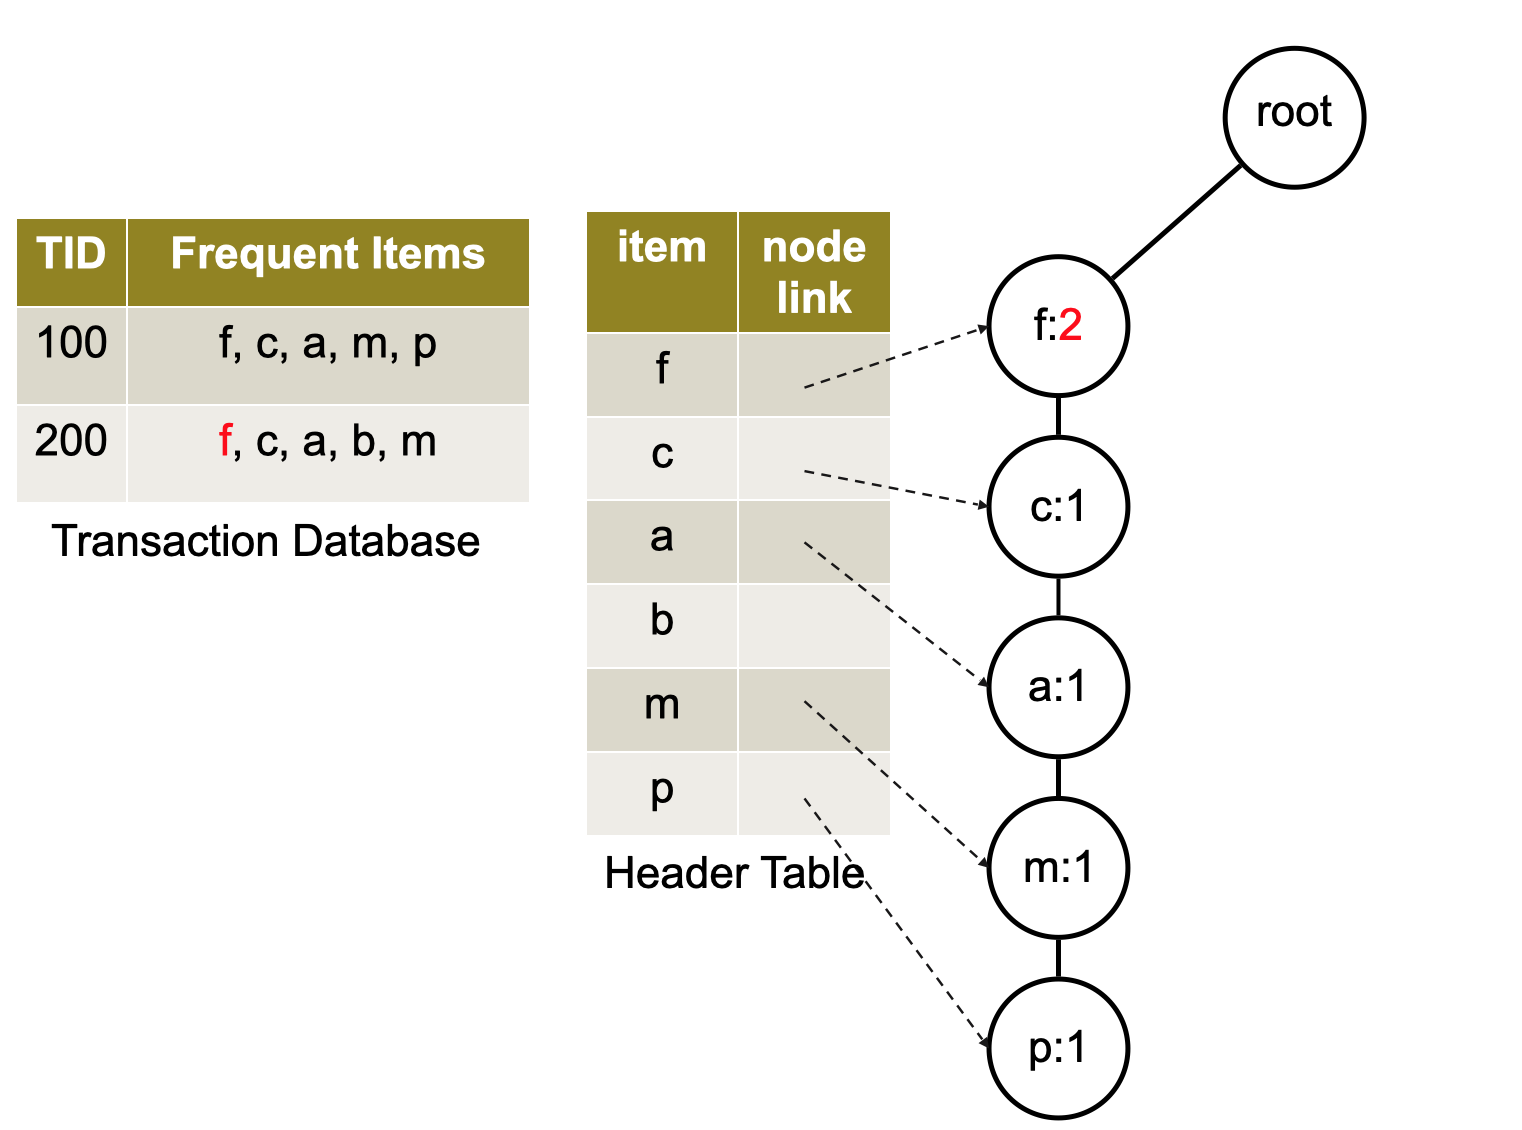 root
TID Frequent Items
100 f, c, a, m, p
200 f, c, a, b, m
Transaction Database
item node
link
f
c
a
b
m
p
Header Table
f:2
c:1
a:1
m:1
p:1